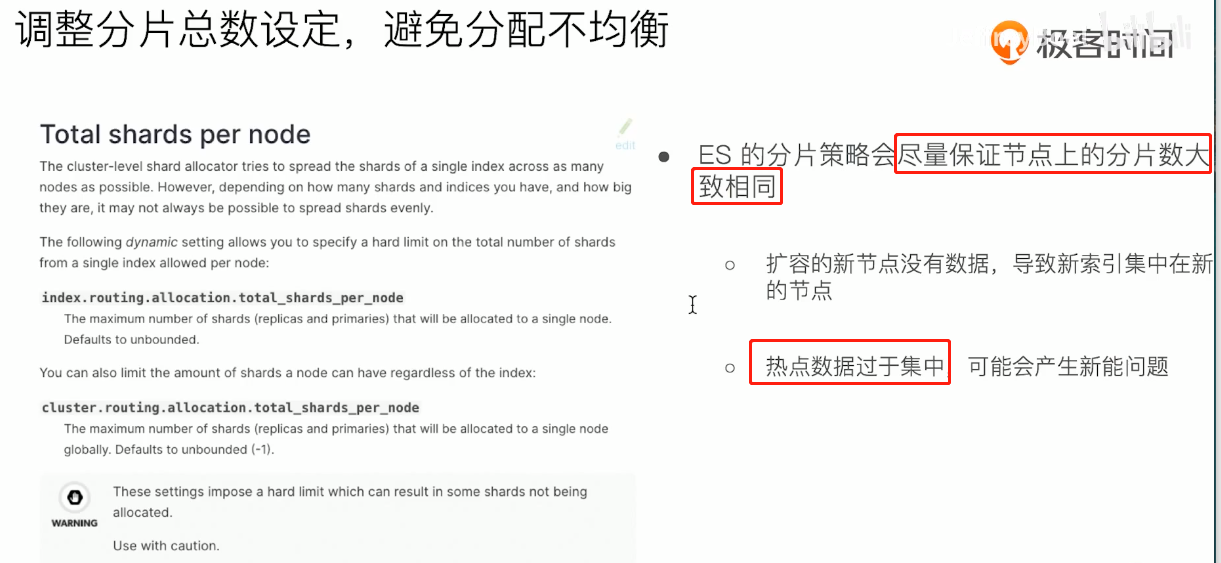 调整分片总数设定，避免分配不均衡
极客时间
Total shards per node
edit
The cluster-level shard allocator tries to spread the shards of a single index across as many
nodes as possible. However, depending on how many shards and indices you have, and how big
they are, it may not always be possible to spread shards evenly.
The following dynamic setting allows you to specify a hard limit on the total number of shards
from a single index allowed per node:
index.routing.allocation.total_shards_per_node
The maximum number of shards (replicas and primaries) that will be allocated to a single node.
Defaults to unbounded.
You can also limit the amount of shards a node can have regardless of the index:
cluster.routing.allocation.total_shards_per_node
The maximum number of shards (replicas and primaries) that will be allocated to a single node
globally. Defaults to unbounded (-1).
WARNING
These settings impose a hard limit which can result in some shards not being
allocated.
Use with caution.
ES 的分片策略会尽量保证节点上的分片数大
致相同
扩容的新节点没有数据，导致新索引集中在新
的节点
热点数据过于集中 可能会产生新能问题